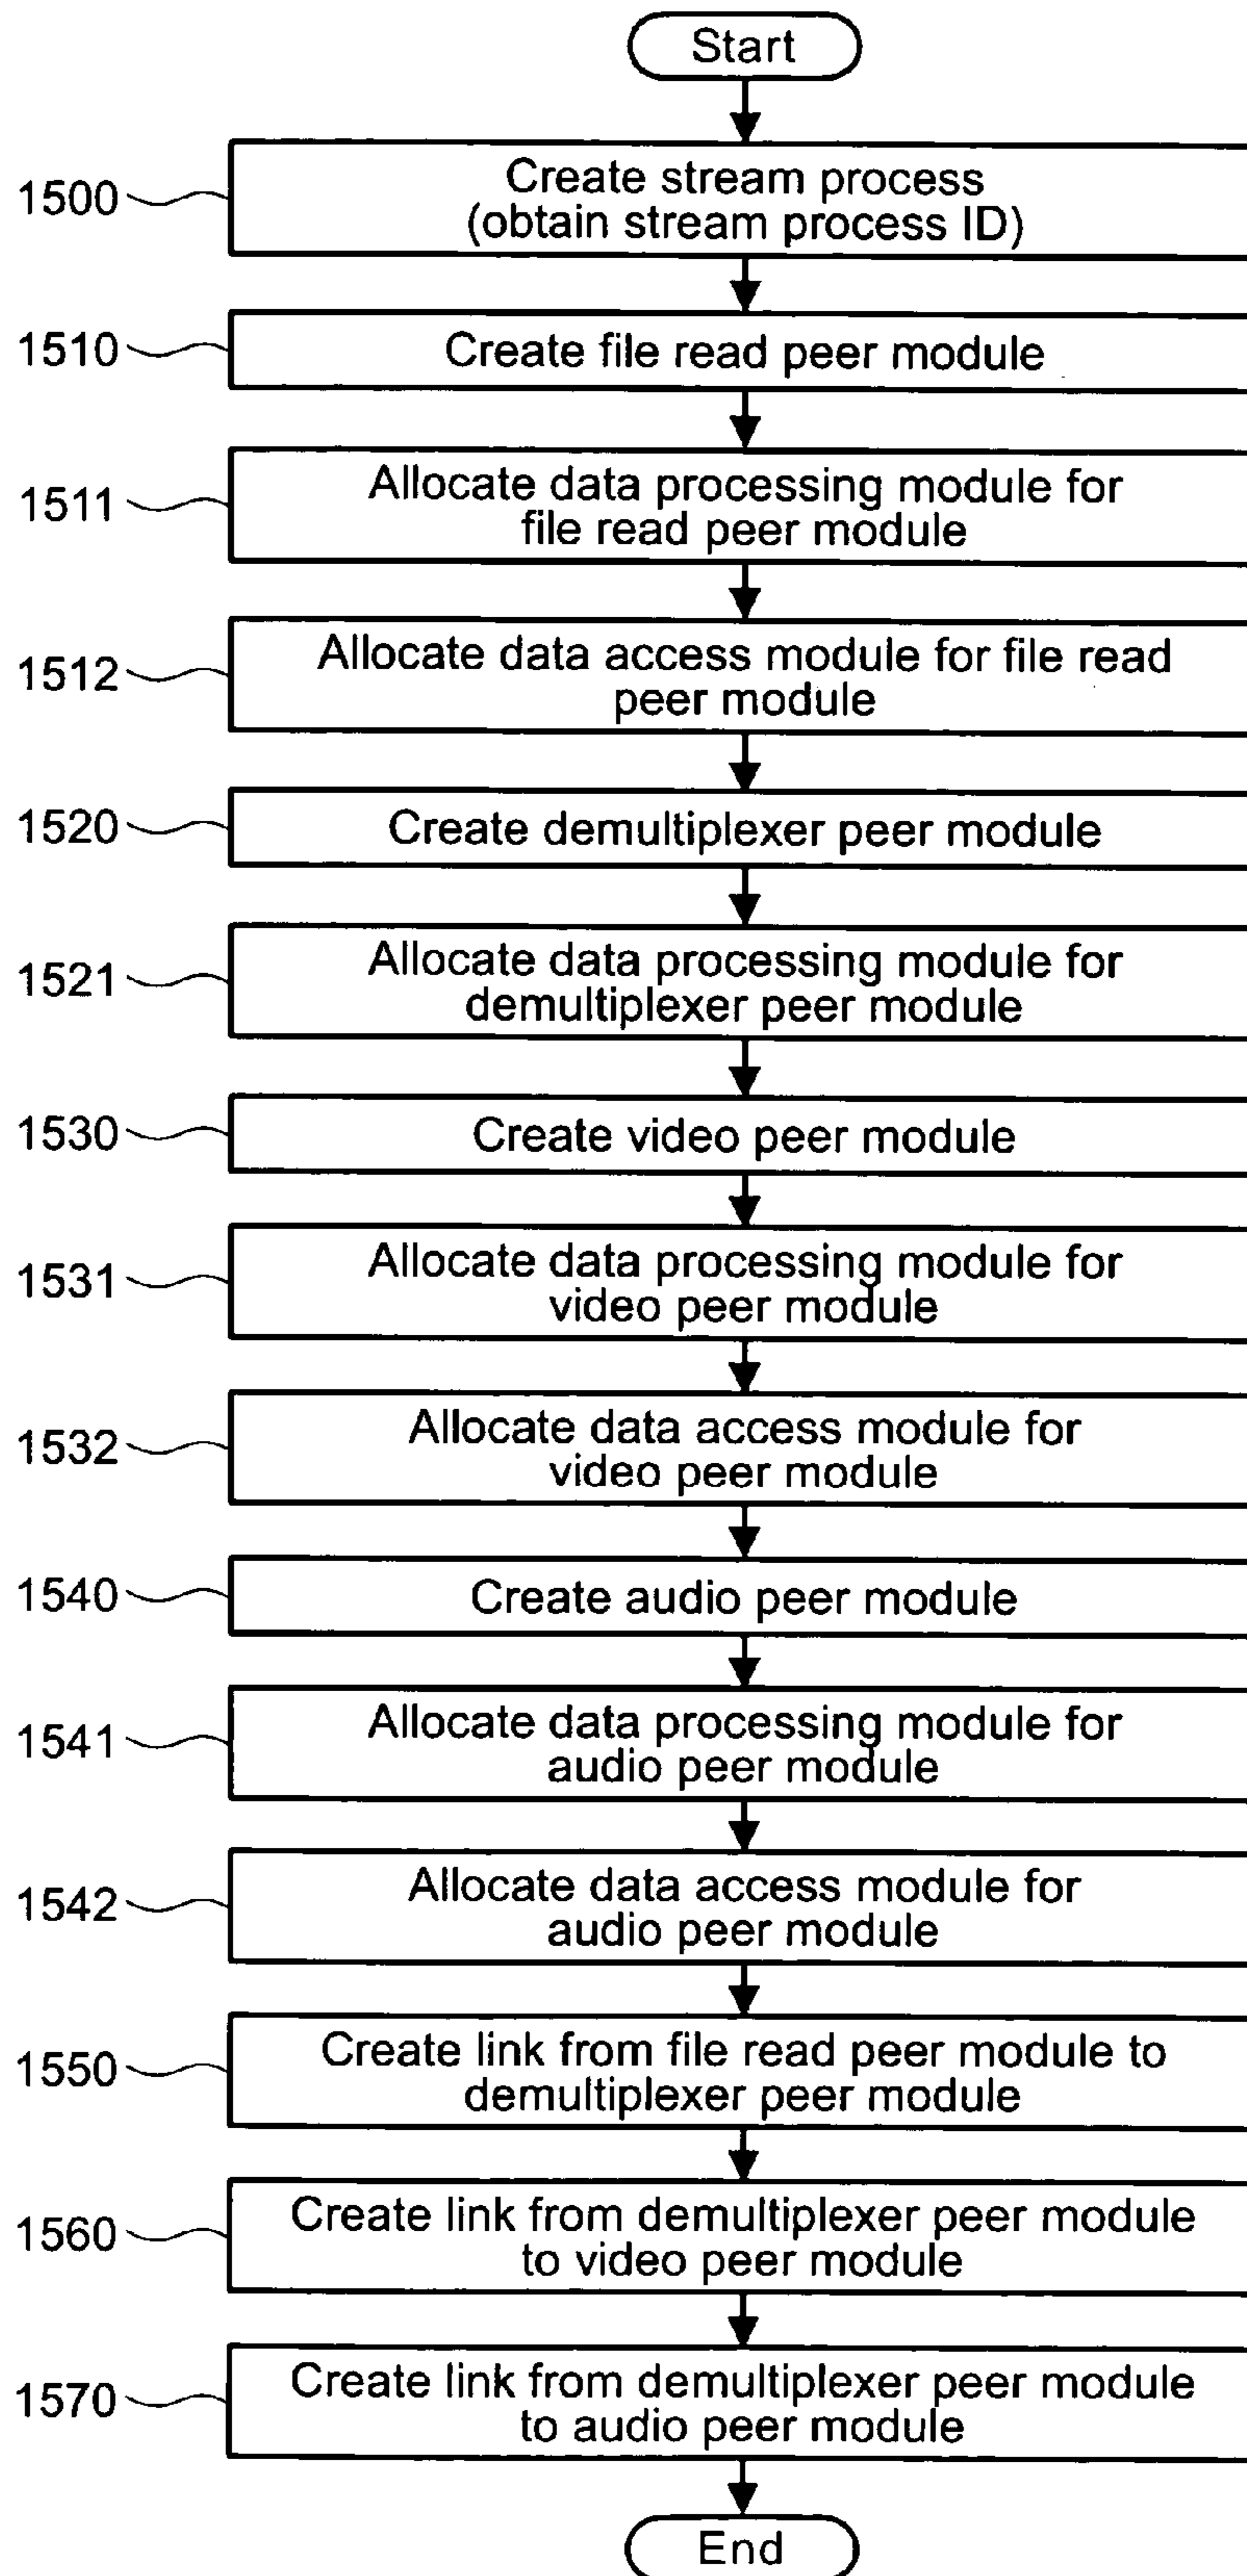 Start
1500
Create stream process
(obtain stream process ID)
1510
Create file read peer module
1511
Allocate data processing module for
file read peer module
1512
Allocate data access module for file read
peer module
1520
Create demultiplexer peer module
1521
Allocate data processing module for
demultiplexer peer module
1530
Create video peer module
1531
Allocate data processing module for
video peer module
1532
Allocate data access module for
video peer module
1540
Create audio peer module
1541
Allocate data processing module for
audio peer module
1542
Allocate data access module for
audio peer module
1550
Create link from file read peer module to
demultiplexer peer module
1560
Create link from demultiplexer peer module
to video peer module
1570
Create link from demultiplexer peer module
to audio peer module
End